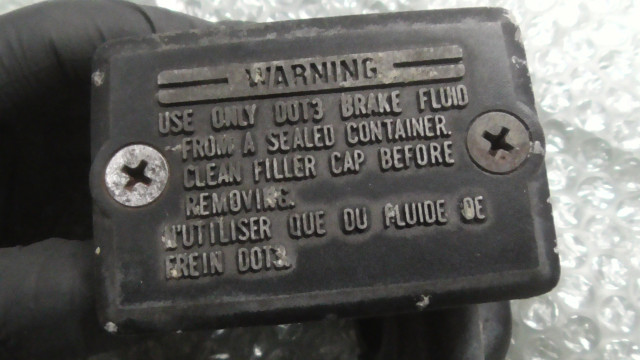 WARNING
USE ONLY DOT3 BRAKE FLUID
FROM A SEALED CONTAINER.
CLEAN FILLER CAP BEFORE
REMOVING.
N'UTILISER QUE DU FLUIDE DE
FREIN DOT3.